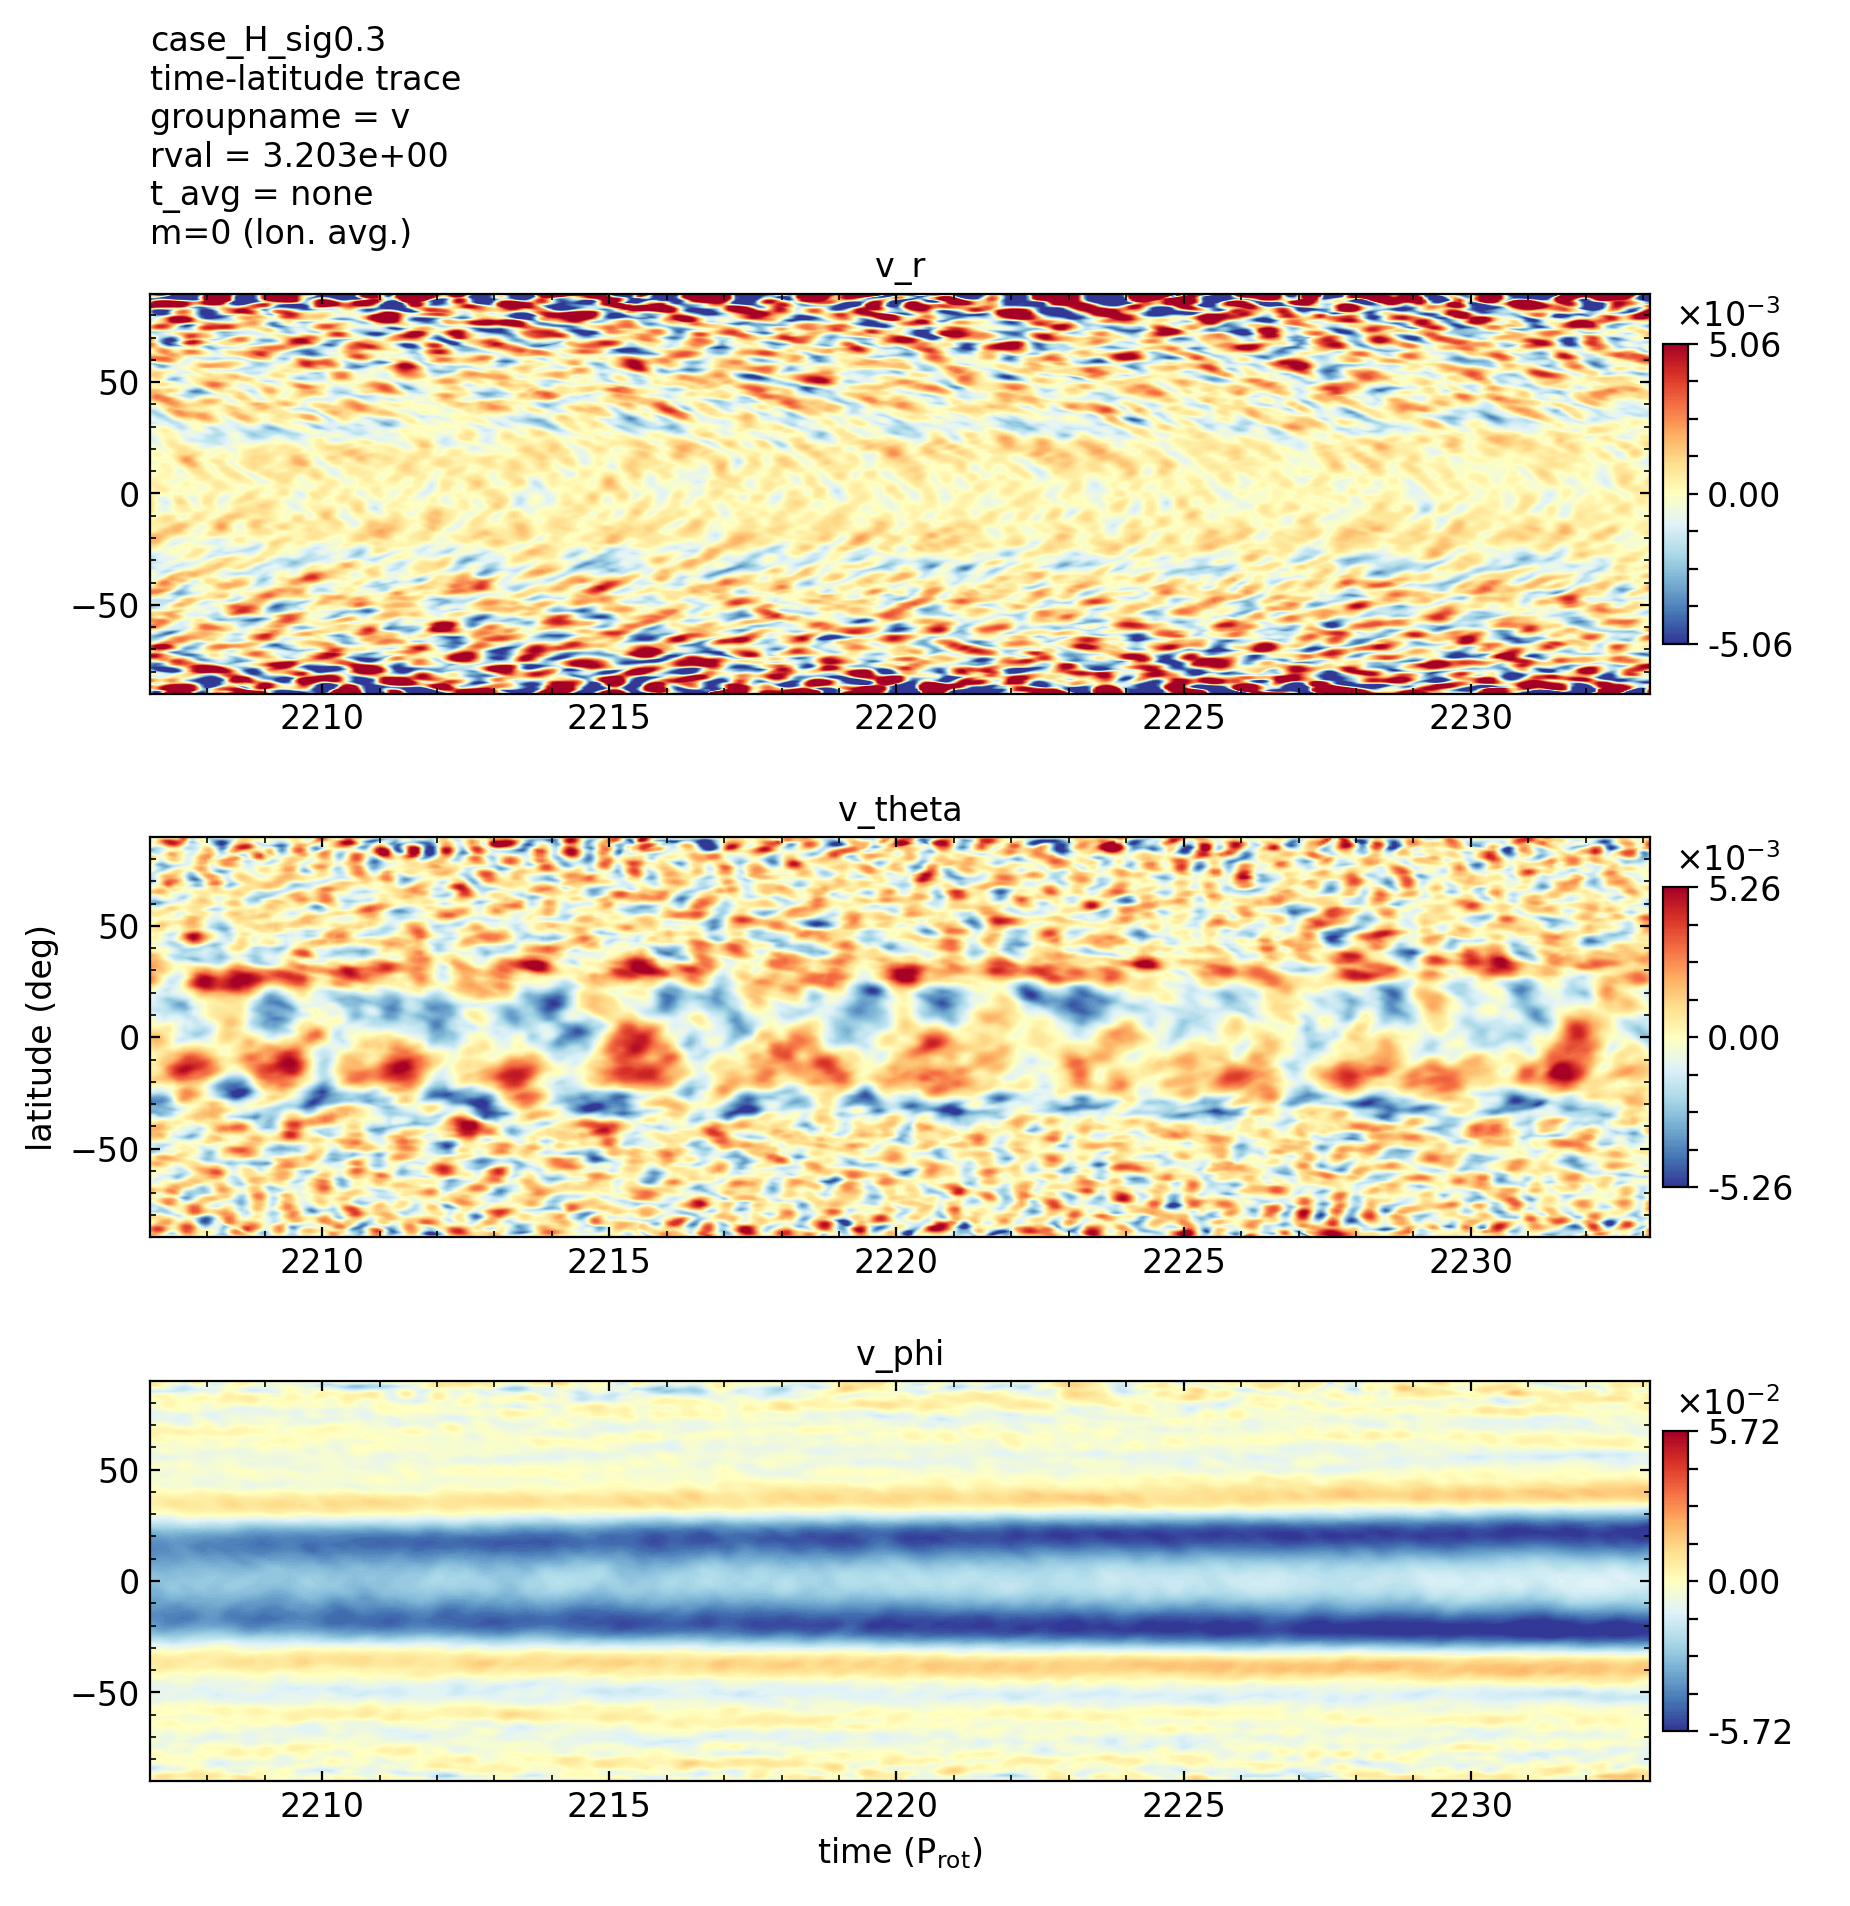 case_H_sig0.3
time-latitude trace
groupname = v
rval = 3.203e+00
t_avg = none
m=0 (lon. avg.)
v_r
×10⁻³
5.06
0.00
-5.06
50
0
−50
2210 2215 2220 2225 2230
v_theta
×10⁻³
5.26
0.00
-5.26
latitude (deg)
50
0
−50
2210 2215 2220 2225 2230
v_phi
×10⁻²
5.72
0.00
-5.72
50
0
−50
2210 2215 2220 2225 2230
time (P_rot)